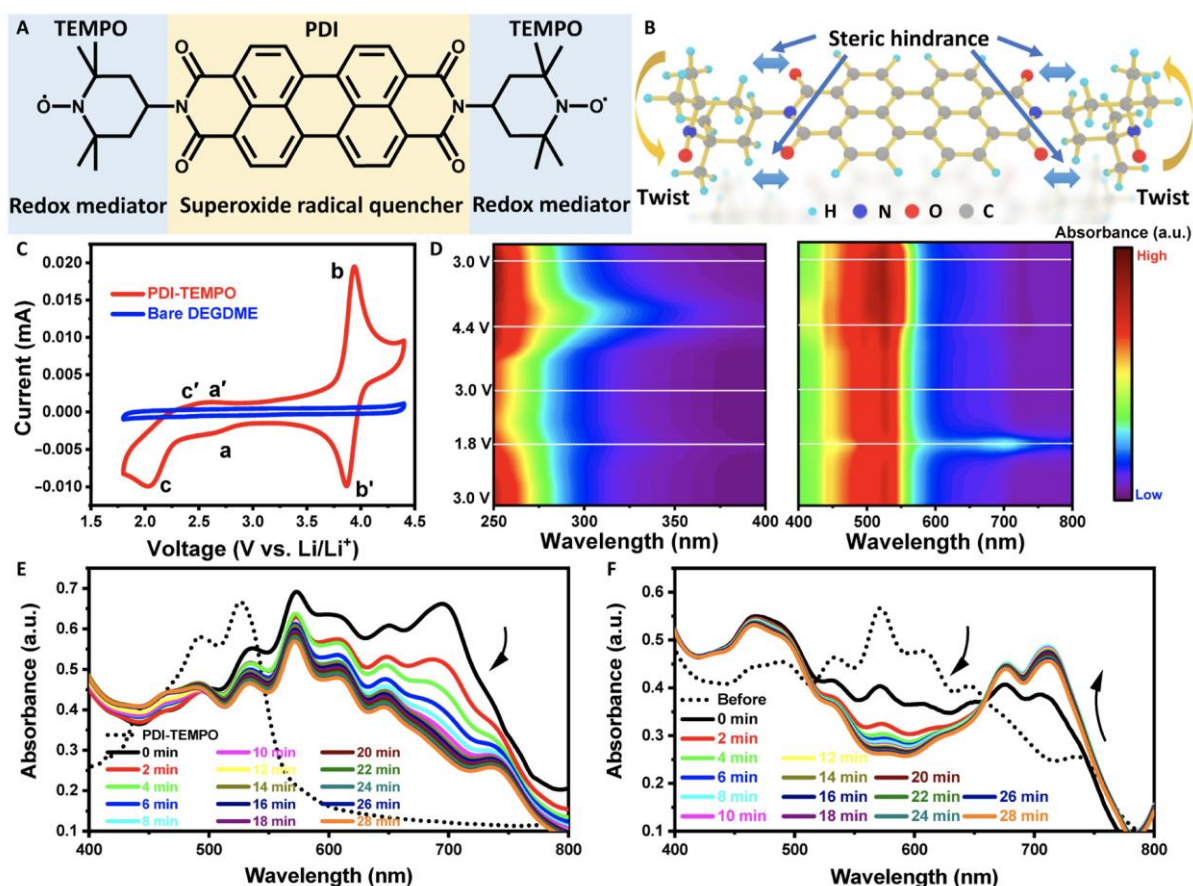 A
TEMPO
PDI
TEMPO
O
O
Ȯ
N
N
N
N
O•
O
O
Redox mediator
Superoxide radical quencher
Redox mediator
B
Steric hindrance
Twist
Twist
H N O C
C
Current (mA)
0.020
0.015
0.010
0.005
0.000
−0.005
−0.010
PDI-TEMPO
Bare DEGDME
b
c′ a′
a
c
b'
1.5 2.0 2.5 3.0 3.5 4.0 4.5
Voltage (V vs. Li/Li⁺)
D
3.0 V
4.4 V
3.0 V
1.8 V
3.0 V
250 300 350 400
Wavelength (nm)
400 500 600 700 800
Wavelength (nm)
Absorbance (a.u.)
High
Low
E
Absorbance (a.u.)
0.7
0.6
0.5
0.4
0.3
0.2
0.1
PDI-TEMPO
0 min 10 min 20 min
2 min 12 min 22 min
4 min 14 min 24 min
6 min 16 min 26 min
8 min 18 min 28 min
400 500 600 700 800
Wavelength (nm)
F
Absorbance (a.u.)
0.6
0.5
0.4
0.3
0.2
0.1
Before
0 min
2 min
4 min 12 min
6 min 14 min 20 min
8 min 16 min 22 min 26 min
10 min 18 min 24 min 28 min
400 500 600 700 800
Wavelength (nm)